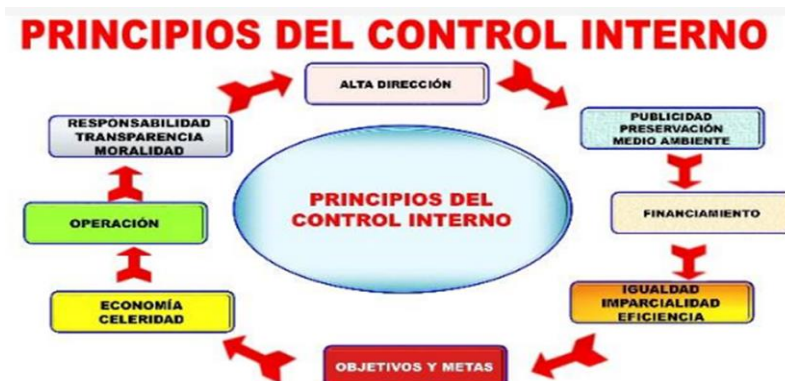 PRINCIPIOS DEL CONTROL INTERNO
ALTA DIRECCIÓN
PUBLICIDAD
PRESERVACIÓN
MEDIO AMBIENTE
FINANCIAMIENTO
IGUALDAD
IMPARCIALIDAD
EFICIENCIA
OBJETIVOS Y METAS
ECONOMÍA
CELERIDAD
OPERACIÓN
RESPONSABILIDAD
TRANSPARENCIA
MORALIDAD
PRINCIPIOS DEL
CONTROL INTERNO